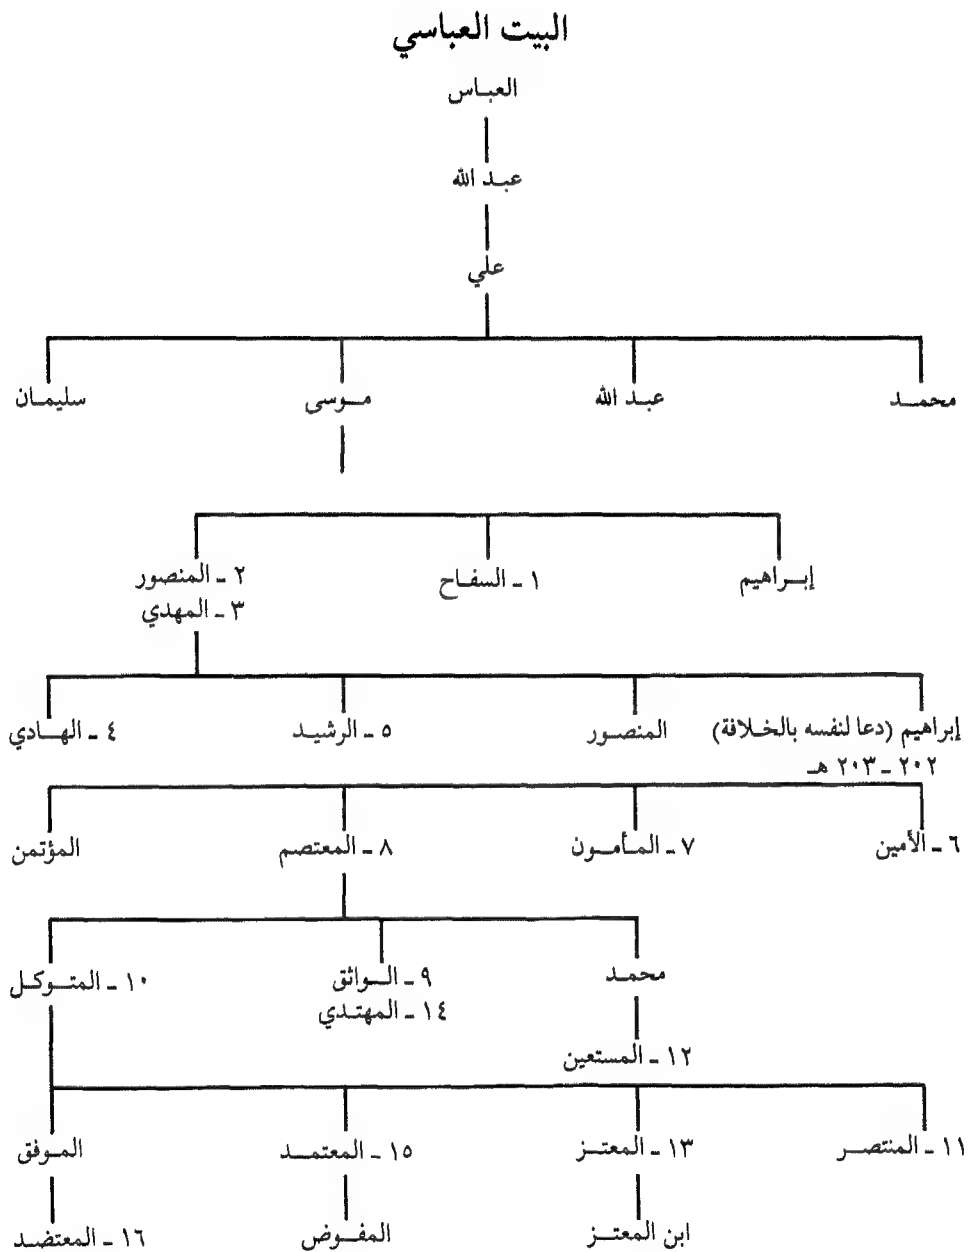 البيت العباسي
العباس
عبد الله
علي
محمد عبد الله موسى سليمان
إبراهيم ١ - السفاح ٢ - المنصور
٣ - المهدي
إبراهيم (دعا لنفسه بالخلافة) المنصور ٥ - الرشيد ٤ - الهادي
٢٠٢ - ٢٠٣ هـ
٦ - الأمين ٧ - المأمون ٨ - المعتصم المؤتمن
محمد ٩ - الواثق ١٠ - المتوكل
١٤ - المهتدي
١٢ - المستعين
١١ - المنتصر ١٣ - المعتز ١٥ - المعتمد الموفق
ابن المعتز المفوض ١٦ - المعتضد